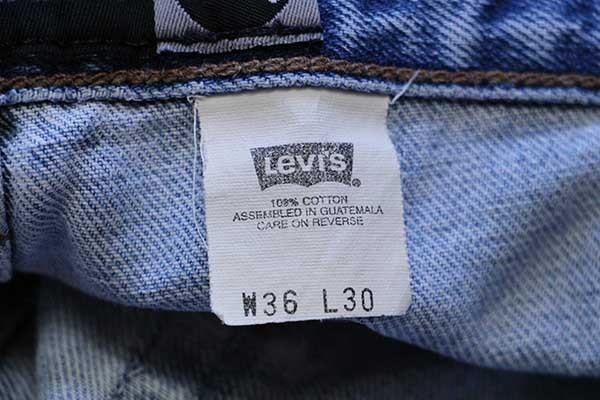 Levi's®
100% COTTON
ASSEMBLED IN GUATEMALA
CARE ON REVERSE
W36 L30